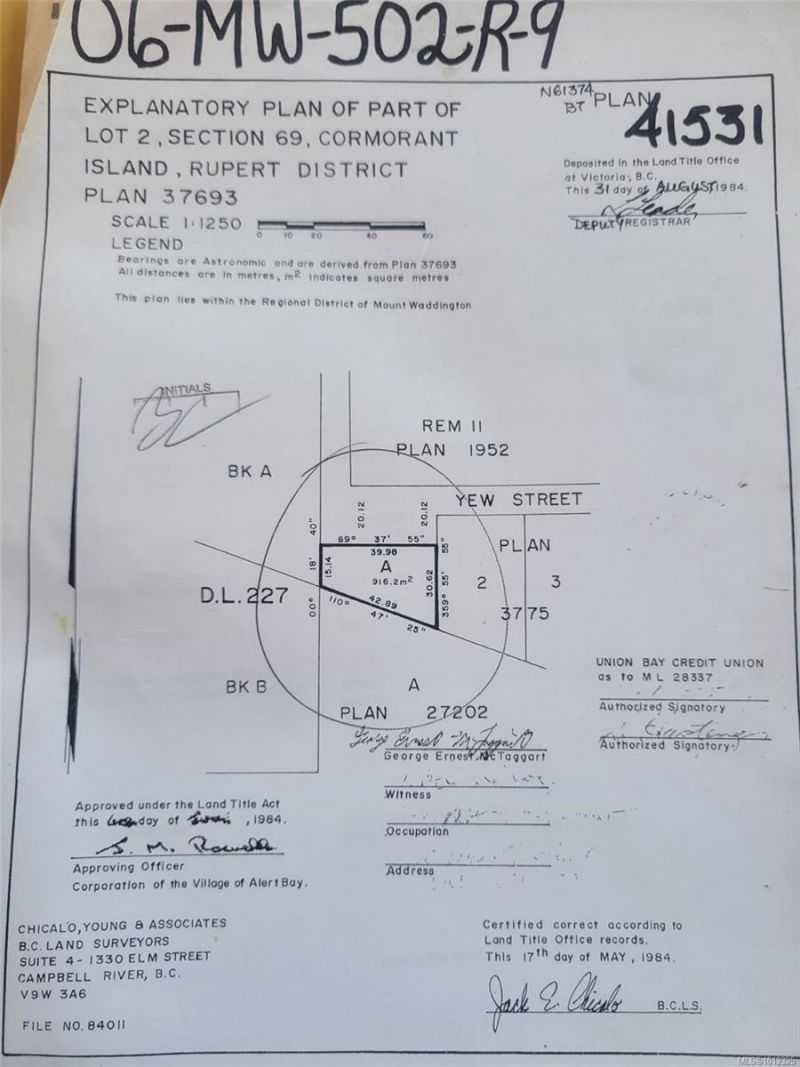 06-MW-502-R-9
EXPLANATORY PLAN OF PART OF
LOT 2, SECTION 69, CORMORANT
ISLAND, RUPERT DISTRICT
PLAN 37693
SCALE 1:1250
0 10 20 40 60
LEGEND
Bearings are Astronomic and are derived from Plan 37693
All distances are in metres, m² indicates square metres
This plan lies within the Regional District of Mount Waddington
N61374
BT
PLAN 41531
Deposited in the Land Title Office
at Victoria, B.C.
This 31 day of AUGUST, 1984.
DEPUTY REGISTRAR
INITIALS
REM 11
PLAN 1952
BK A
YEW STREET
20.12
20.12
89° 37' 55"
39.98
A
916.2m²
15.14
00° 18' 40"
30.62
359° 55' 55"
42.89
110° 47' 25"
PLAN
2
3
3775
D.L. 227
BK B
A
PLAN 27202
UNION BAY CREDIT UNION
as to M L 28337
Authorized Signatory
Authorized Signatory
George Ernest McTaggart
George Ernest McTaggart
Witness
Occupation
Address
Approved under the Land Title Act
this day of , 1984.
Approving Officer
Corporation of the Village of Alert Bay.
CHICALO, YOUNG & ASSOCIATES
B.C. LAND SURVEYORS
SUITE 4 - 1330 ELM STREET
CAMPBELL RIVER, B.C.
V9W 3A6
FILE NO. 84011
Certified correct according to
Land Title Office records.
This 17th day of MAY, 1984.
Jack E. Chicalo B.C.L.S.
MLS®1012325